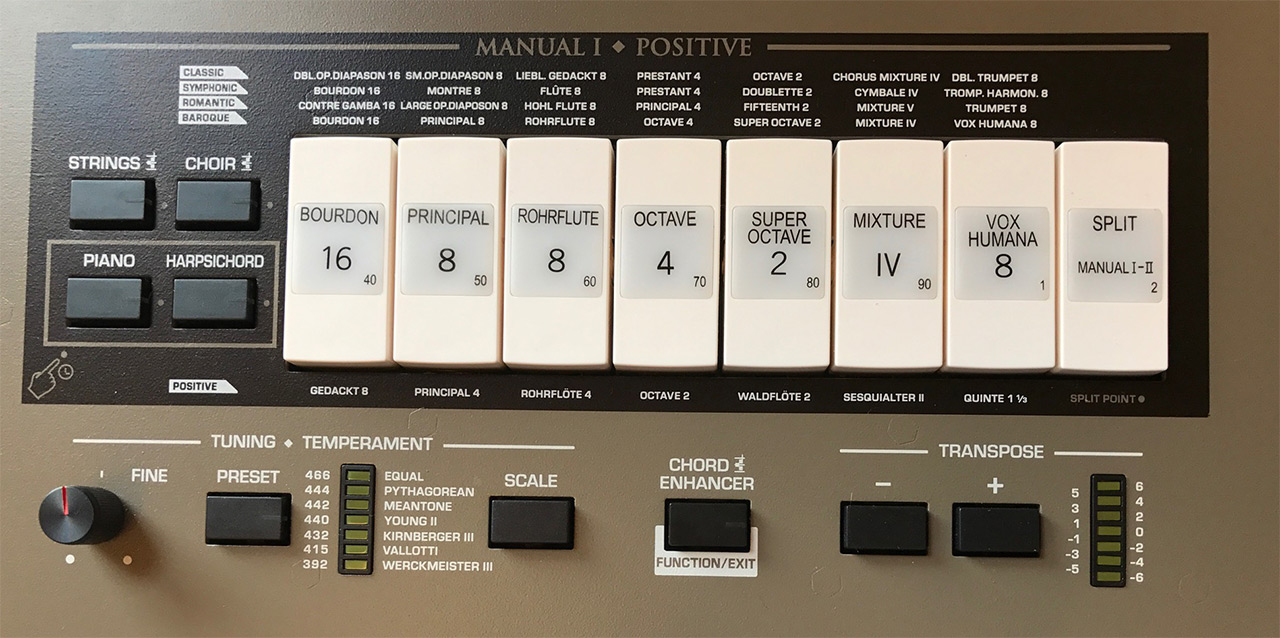 MANUAL I ◆ POSITIVE
CLASSIC
SYMPHONIC
ROMANTIC
BAROQUE
DBL.OP.DIAPASON 16 SM.OP.DIAPASON 8 LIEBL. GEDACKT 8 PRESTANT 4 OCTAVE 2 CHORUS MIXTURE IV DBL. TRUMPET 8
BOURDON 16 MONTRE 8 FLÛTE 8 PRESTANT 4 DOUBLETTE 2 CYMBALE IV TROMP. HARMON. 8
CONTRE GAMBA 16 LARGE OP.DIAPOSON 8 HOHL FLUTE 8 PRINCIPAL 4 FIFTEENTH 2 MIXTURE V TRUMPET 8
BOURDON 16 PRINCIPAL 8 ROHRFLUTE 8 OCTAVE 4 SUPER OCTAVE 2 MIXTURE IV VOX HUMANA 8
STRINGS CHOIR
PIANO HARPSICHORD
BOURDON
16
40
PRINCIPAL
8
50
ROHRFLUTE
8
60
OCTAVE
4
70
SUPER
OCTAVE
2
80
MIXTURE
IV
90
VOX
HUMANA
8
1
SPLIT
MANUAL I-II
2
POSITIVE
GEDACKT 8 PRINCIPAL 4 ROHRFLÖTE 4 OCTAVE 2 WALDFLÖTE 2 SESQUIALTER II QUINTE 1 ⅓ SPLIT POINT
TUNING ◆ TEMPERAMENT
FINE
PRESET
466 EQUAL
444 PYTHAGOREAN
442 MEANTONE
440 YOUNG II
432 KIRNBERGER III
415 VALLOTTI
392 WERCKMEISTER III
SCALE
CHORD
ENHANCER
FUNCTION/EXIT
TRANSPOSE
− +
6
5
4
3
2
1
0
-1
-2
-3
-4
-5
-6